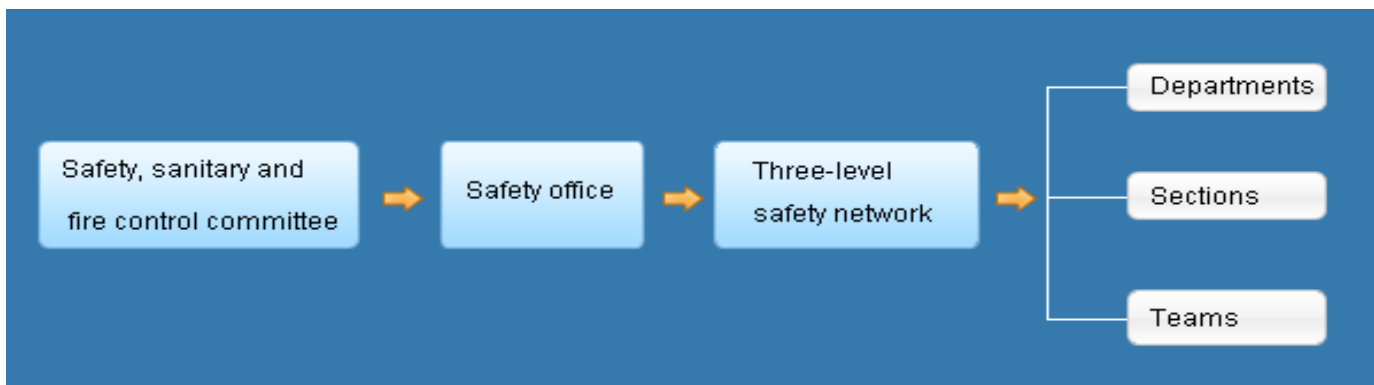 Safety, sanitary and
fire control committee
Safety office
Three-level
safety network
Departments
Sections
Teams